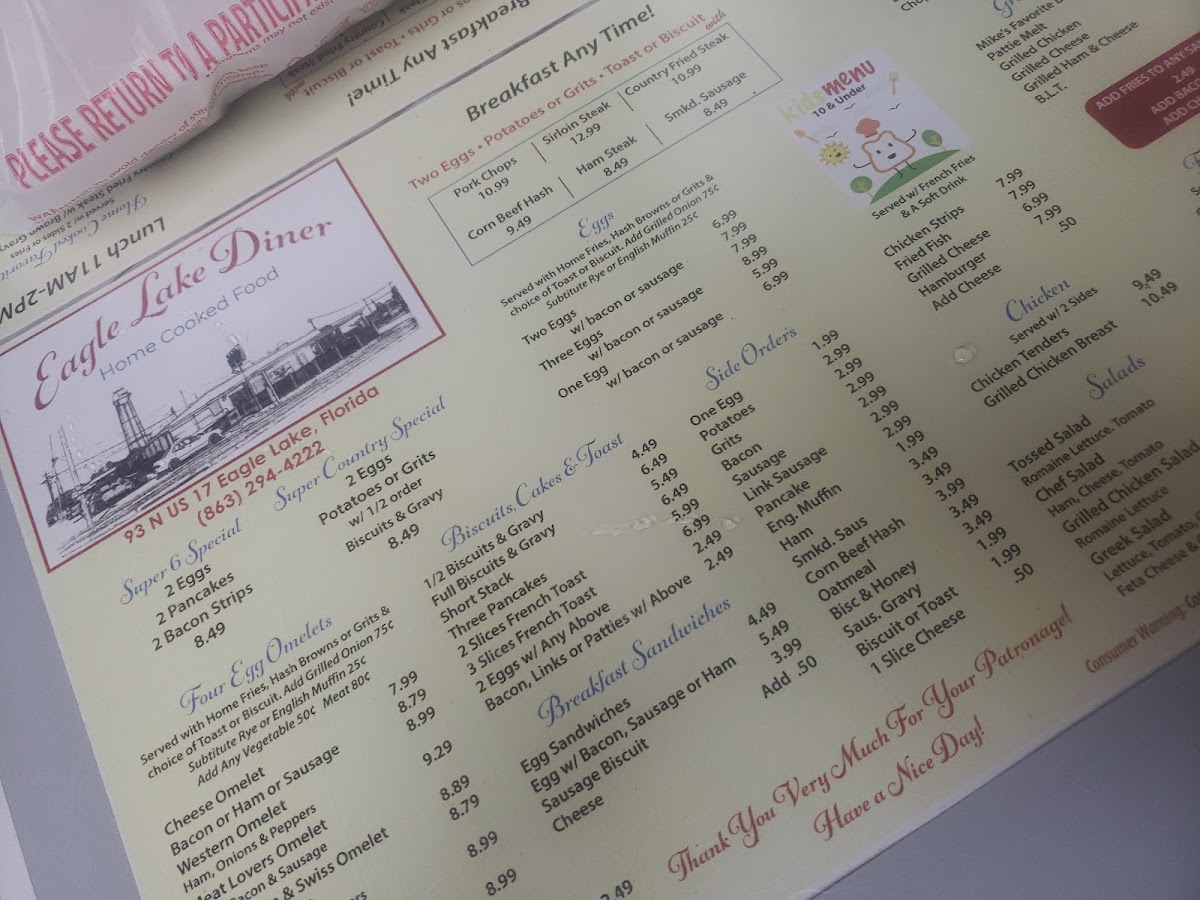 PLEASE RETURN TO A PARTICIP
Breakfast Any Time!
Lunch 11AM-2PM
Home Cooked Favorit
Served w/ 2 Sides or Fries
Eagle Lake Diner
Home Cooked Food
93 N US 17 Eagle Lake, Florida
(863) 294-4222
Super 6 Special
2 Eggs
2 Pancakes
2 Bacon Strips
8.49
Super Country Special
2 Eggs
Potatoes or Grits
w/ 1/2 order
Biscuits & Gravy
8.49
Four Egg Omelets
Served with Home Fries, Hash Browns or Grits &
choice of Toast or Biscuit. Add Grilled Onion 75¢
Subtitute Rye or English Muffin 25¢
Add Any Vegetable 50¢ Meat 80¢
Cheese Omelet 7.99
Bacon or Ham or Sausage 8.79
Western Omelet 8.99
Ham, Onions & Peppers
Meat Lovers Omelet 9.29
Bacon & Sausage
& Swiss Omelet 8.89
8.79
8.99
8.99
Breakfast Any Time!
Two Eggs • Potatoes or Grits • Toast or Biscuit with
Pork Chops 10.99
Sirloin Steak 12.99
Country Fried Steak 10.99
Corn Beef Hash 9.49
Ham Steak 8.49
Smkd. Sausage 8.49
Eggs
Served with Home Fries, Hash Browns or Grits &
choice of Toast or Biscuit. Add Grilled Onion 75¢
Subtitute Rye or English Muffin 25¢
Two Eggs 6.99
w/ bacon or sausage 7.99
Three Eggs 7.99
w/ bacon or sausage 8.99
One Egg 5.99
w/ bacon or sausage 6.99
Biscuits, Cakes & Toast
1/2 Biscuits & Gravy 4.49
Full Biscuits & Gravy 6.49
Short Stack 5.49
Three Pancakes 6.49
2 Slices French Toast 5.99
3 Slices French Toast 6.99
2 Eggs w/ Any Above 2.49
Bacon, Links or Patties w/ Above 2.49
Breakfast Sandwiches
Egg Sandwiches 4.49
Egg w/ Bacon, Sausage or Ham 5.49
Sausage Biscuit 3.99
Cheese Add .50
2.49
Side Orders
One Egg 1.99
Potatoes 2.99
Grits 2.99
Bacon 2.99
Sausage 2.99
Link Sausage 2.99
Pancake 2.99
Eng. Muffin 1.99
Ham 3.49
Smkd. Saus 3.49
Corn Beef Hash 3.99
Oatmeal 3.49
Bisc & Honey 3.49
Saus. Gravy 1.99
Biscuit or Toast 1.99
1 Slice Cheese .50
kids menu
10 & Under
Served w/ French Fries
& A Soft Drink
Chicken Strips 7.99
Fried Fish 7.99
Grilled Cheese 6.99
Hamburger 7.99
Add Cheese .50
Chicken
Served w/ 2 Sides
Chicken Tenders 9.49
Grilled Chicken Breast 10.49
Salads
Tossed Salad
Romaine Lettuce, Tomato
Chef Salad
Ham, Cheese, Tomato
Grilled Chicken Salad
Romaine Lettuce
Greek Salad
Lettuce, Tomato,
Feta Cheese &
Mike's Favorite
Pattie Melt
Grilled Chicken
Grilled Cheese
Grilled Ham & Cheese
B.L.T.
ADD FRIES TO ANY
2.49
ADD
ADD
Thank You Very Much For Your Patronage!
Have a Nice Day!
Consumer Warning: